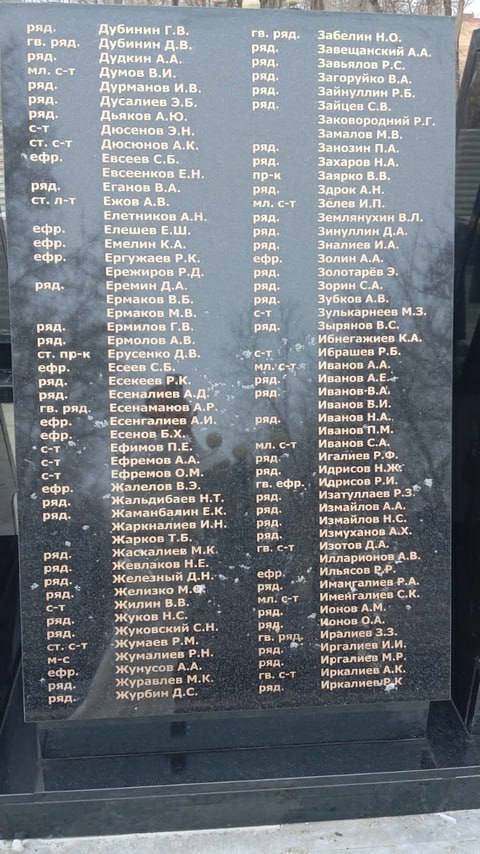 ряд. Дубинин Г.В.
гв. ряд. Дубинин Д.В.
ряд. Дудкин А.А.
мл. с-т Думов В.И.
ряд. Дурманов И.В.
ряд. Дусалиев Э.Б.
ряд. Дьяков А.Ю.
с-т Дюсенов Э.Н.
ст. с-т Дюсюнов А.К.
ефр. Евсеев С.Б.
Евсеенков Е.Н.
ряд. Еганов В.А.
ст. л-т Ежов А.В.
Елетников А.Н.
ефр. Елешев Е.Ш.
ефр. Емелин К.А.
ефр. Ергужаев Р.К.
Ережиров Р.Д.
ряд. Еремин Д.А.
Ермаков В.Б.
Ермаков М.В.
ряд. Ермилов Г.В.
ряд. Ермолов А.В.
ст. пр-к Ерусенко Д.В.
ефр. Есеев С.Б.
ряд. Есекеев Р.К.
ряд. Есеналиев А.Д.
гв. ряд. Есенаманов А.Р.
ефр. Есенгалиев А.И.
ефр. Есенов Б.Х.
с-т Ефимов П.Е.
с-т Ефремов А.А.
с-т Ефремов О.М.
ефр. Жалелов В.Э.
ряд. Жальдибаев Н.Т.
ряд. Жаманбалин Е.К.
Жаркналиев И.Н.
Жарков Т.Б.
ряд. Жаскалиев М.К.
ряд. Жевлаков Н.Е.
ряд. Железный Д.Н.
ряд. Желизко М.С.
с-т Жилин В.В.
ряд. Жуков Н.С.
ряд. Жуковский С.Н.
ст. с-т Жумаев Р.М.
м-с Жумалиев Р.Н.
ефр. Жунусов А.А.
ряд. Журавлев М.К.
ряд. Журбин Д.С.
гв. ряд. Забелин Н.О.
ряд. Завещанский А.А.
ряд. Завьялов Р.С.
ряд. Загоруйко В.А.
ряд. Зайнуллин Р.Б.
ряд. Зайцев С.В.
Заковородний Р.Г.
Замалов М.В.
ряд. Занозин П.А.
ряд. Захаров Н.А.
пр-к Заярко В.В.
ряд. Здрок А.Н.
мл. с-т Зелев И.П.
ряд. Землянухин В.Л.
ряд. Зинуллин Д.А.
ряд. Зналиев И.А.
ефр. Золин А.А.
ряд. Золотарёв Э.
ряд. Зорин С.А.
ряд. Зубков А.В.
с-т Зулькарнеев М.З.
ряд. Зырянов В.С.
Ибнегажиев К.А.
с-т Ибрашев Р.Б.
мл. с-т Иванов А.А.
ряд. Иванов А.Е.
ряд. Иванов В.А.
Иванов В.И.
ряд. Иванов Н.А.
Иванов П.М.
мл. с-т Иванов С.А.
ряд. Игалиев Р.Ф.
ряд. Идрисов Н.Ж.
гв. ефр. Идрисов Р.И.
ряд. Изатуллаев Р.З.
ряд. Измайлов А.А.
ряд. Измайлов Н.С.
ряд. Измуханов А.Х.
гв. с-т Изотов Д.А.
Илларионов А.В.
ефр. Ильясов Р.Р.
ряд. Имангалиев Р.А.
мл. с-т Именгалиев С.К.
ряд. Ионов А.М.
ряд. Ионов О.А.
гв. ряд. Иралиев З.З.
ряд. Иргалиев И.И.
ряд. Иргалиев М.Р.
гв. с-т Иркалиев А.К.
ряд. Иркалиев Р.К